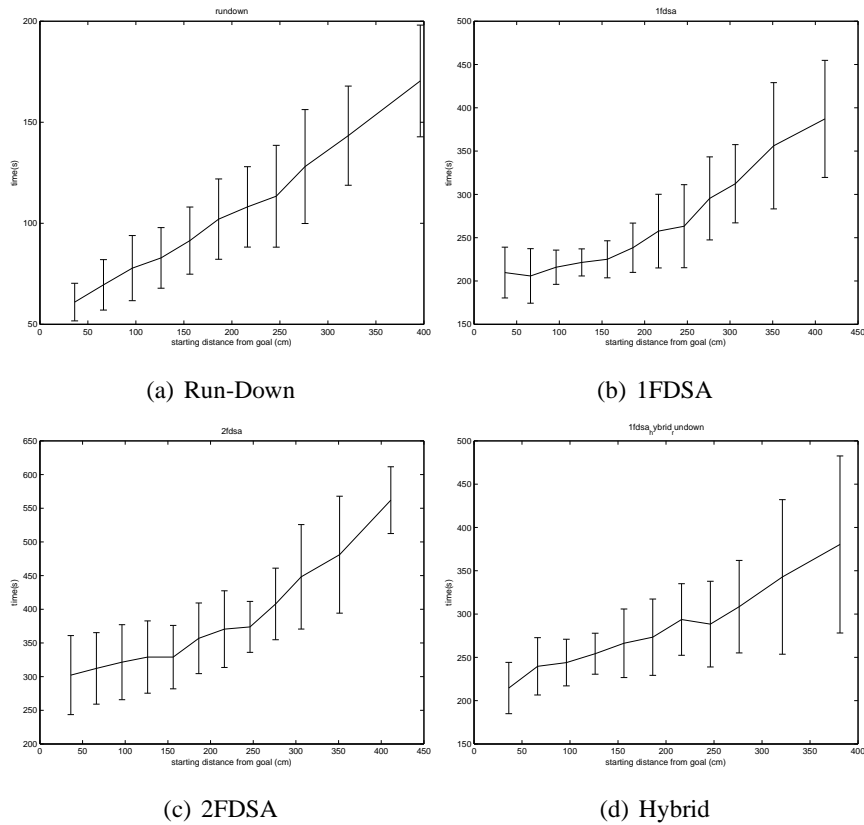 rundown
200
150
100
50
time(s)
0 50 100 150 200 250 300 350 400
starting distance from goal (cm)
(a) Run-Down
1fdsa
500
450
400
350
300
250
200
150
time(s)
0 50 100 150 200 250 300 350 400 450
starting distance from goal (cm)
(b) 1FDSA
2fdsa
650
600
550
500
450
400
350
300
250
200
time(s)
0 50 100 150 200 250 300 350 400 450
starting distance from goal (cm)
(c) 2FDSA
1fdsa_hybrid_rundown
500
450
400
350
300
250
200
150
time(s)
0 50 100 150 200 250 300 350 400
starting distance from goal (cm)
(d) Hybrid